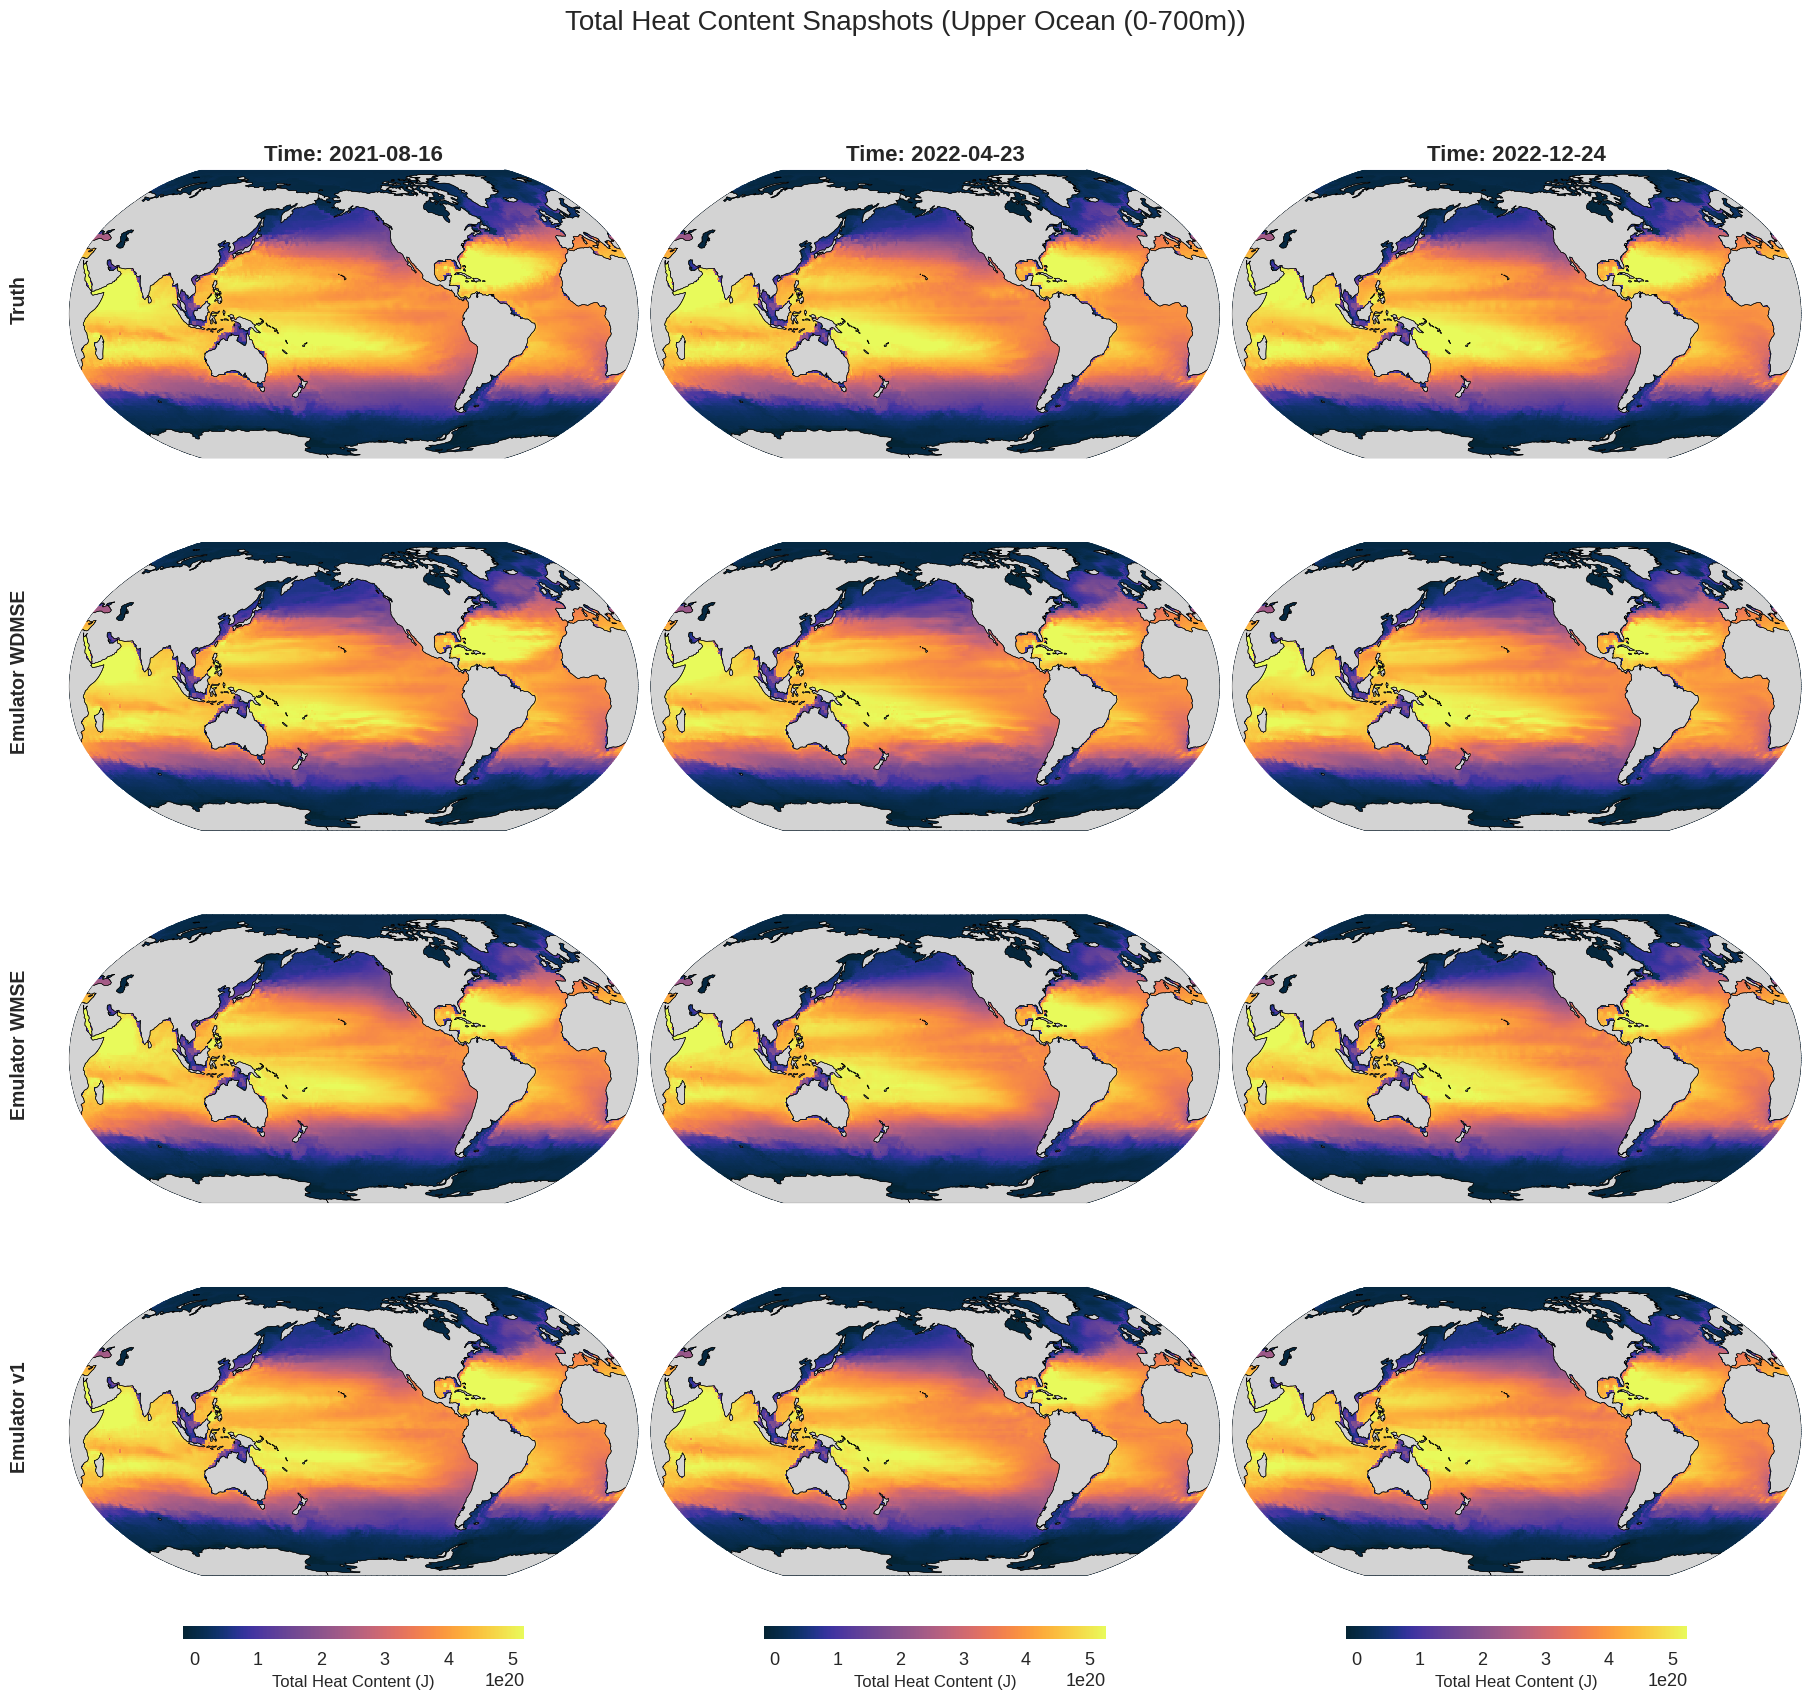 Total Heat Content Snapshots (Upper Ocean (0-700m))
Time: 2021-08-16
Time: 2022-04-23
Time: 2022-12-24
Truth
Emulator WDMSE
Emulator WMSE
Emulator v1
0 1 2 3 4 5
Total Heat Content (J)
1e20
0 1 2 3 4 5
Total Heat Content (J)
1e20
0 1 2 3 4 5
Total Heat Content (J)
1e20